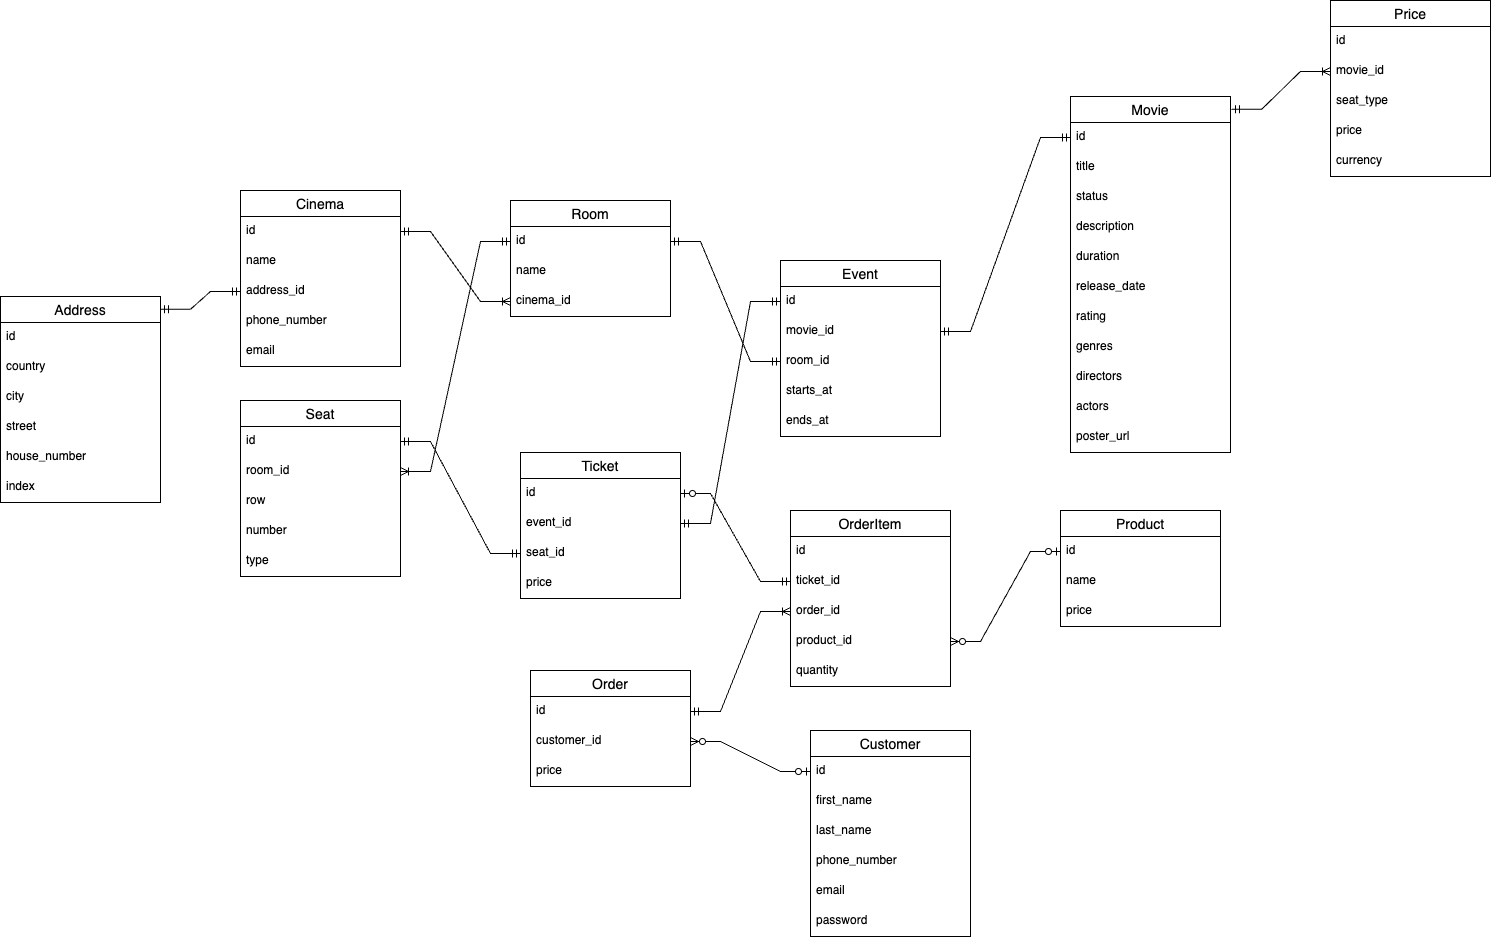 Price
id
movie_id
seat_type
price
currency
Movie
id
title
status
description
duration
release_date
rating
genres
directors
actors
poster_url
Cinema
id
name
address_id
phone_number
email
Room
id
name
cinema_id
Event
id
movie_id
room_id
starts_at
ends_at
Address
id
country
city
street
house_number
index
Seat
id
room_id
row
number
type
Ticket
id
event_id
seat_id
price
OrderItem
id
ticket_id
order_id
product_id
quantity
Product
id
name
price
Order
id
customer_id
price
Customer
id
first_name
last_name
phone_number
email
password